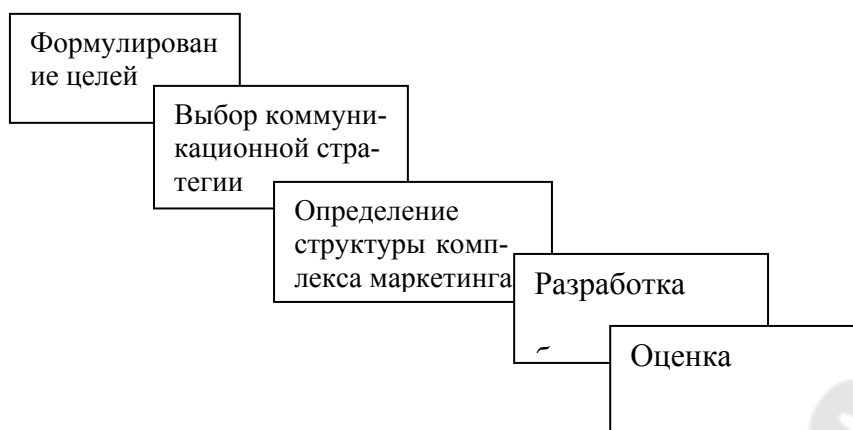 Формулирован
ие целей
Выбор коммуни-
кационной стра-
тегии
Определение
структуры комп-
лекса маркетинга
Разработка
Оценка